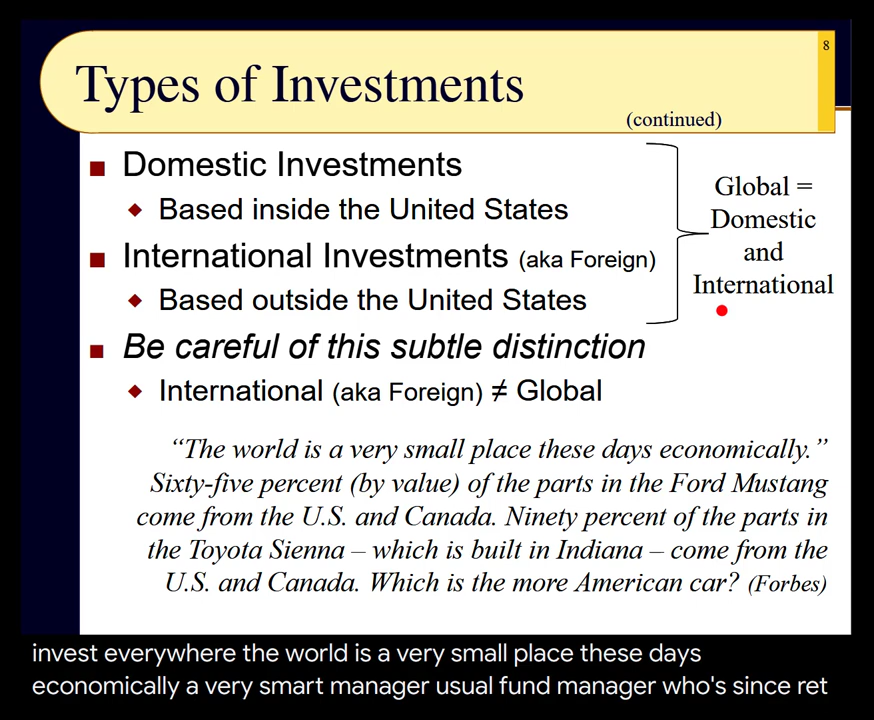 8
Types of Investments
(continued)
■ Domestic Investments
◆ Based inside the United States
■ International Investments (aka Foreign)
◆ Based outside the United States
Global =
Domestic
and
International
■ Be careful of this subtle distinction
◆ International (aka Foreign) ≠ Global
“The world is a very small place these days economically.”
Sixty-five percent (by value) of the parts in the Ford Mustang
come from the U.S. and Canada. Ninety percent of the parts in
the Toyota Sienna – which is built in Indiana – come from the
U.S. and Canada. Which is the more American car? (Forbes)
invest everywhere the world is a very small place these days
economically a very smart manager usual fund manager who's since ret